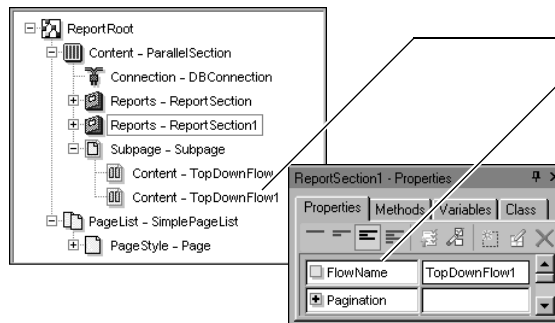 ReportRoot
Content – ParallelSection
Connection – DBConnection
Reports – ReportSection
Reports – ReportSection1
Subpage – Subpage
Content – TopDownFlow
Content – TopDownFlow1
PageList – SimplePageList
PageStyle – Page
ReportSection1 - Properties
Properties Methods Variables Class
FlowName TopDownFlow1
Pagination